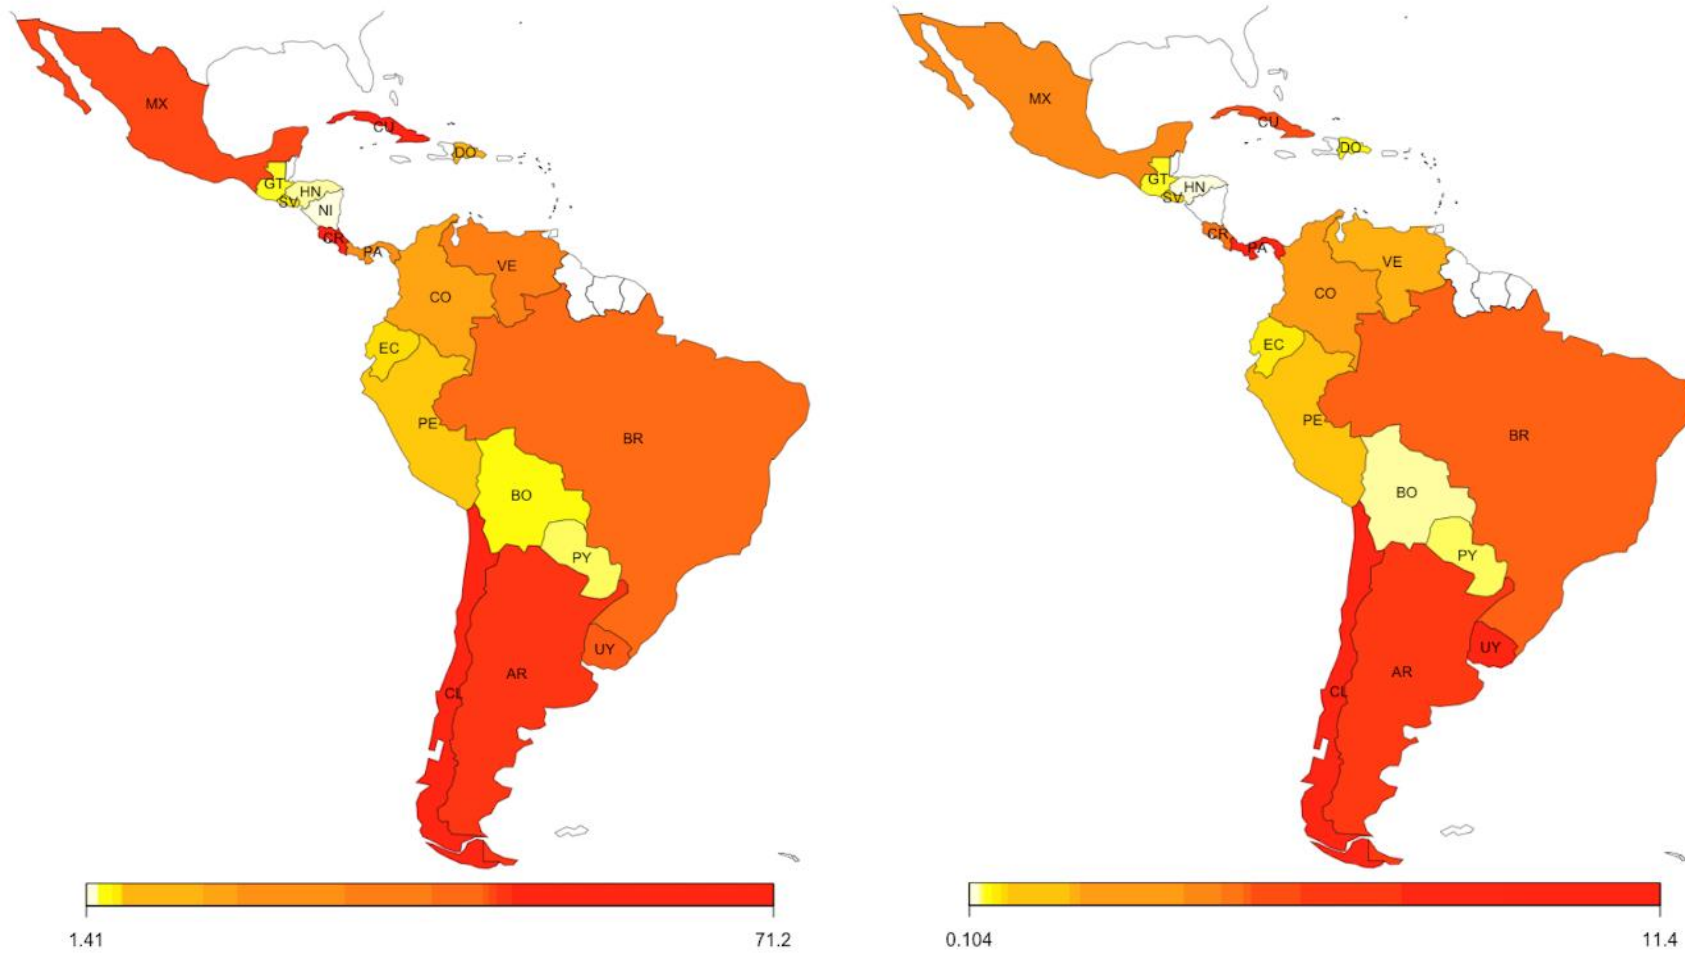 MX
CU
DO
GT
HN
SV
NI
CR
PA
VE
CO
EC
PE
BR
BO
PY
UY
AR
CL
1.41
71.2
MX
CU
DO
GT
HN
SV
CR
PA
VE
CO
EC
PE
BR
BO
PY
UY
AR
CL
0.104
11.4